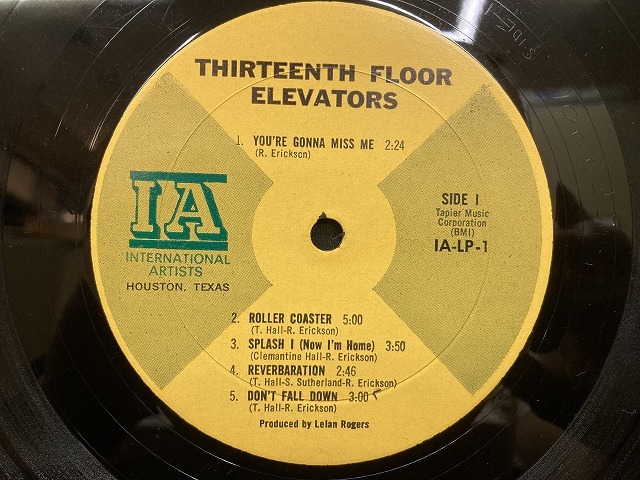 THIRTEENTH FLOOR
ELEVATORS
1. YOU'RE GONNA MISS ME 2:24
(R. Erickson)
IA
INTERNATIONAL
ARTISTS
HOUSTON, TEXAS
SIDE I
Tapier Music
Corporation
(BMI)
IA-LP-1
2. ROLLER COASTER 5:00
(T. Hall-R. Erickson)
3. SPLASH I (Now I'm Home) 3:50
(Clemantine Hall-R. Erickson)
4. REVERBARATION 2:46
(T. Hall-S. Sutherland-R. Erickson)
5. DON'T FALL DOWN 3:00
(T. Hall-R. Erickson)
Produced by Lelan Rogers